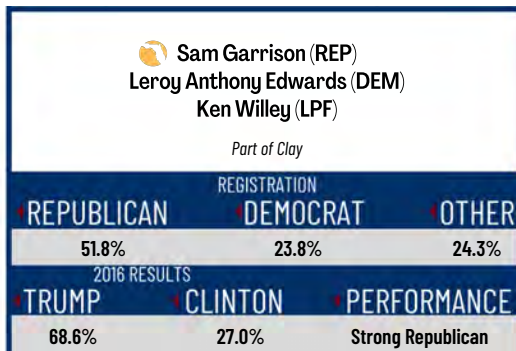 Sam Garrison (REP)
Leroy Anthony Edwards (DEM)
Ken Willey (LPF)
Part of Clay
REGISTRATION
REPUBLICAN DEMOCRAT OTHER
51.8% 23.8% 24.3%
2016 RESULTS
TRUMP CLINTON PERFORMANCE
68.6% 27.0% Strong Republican